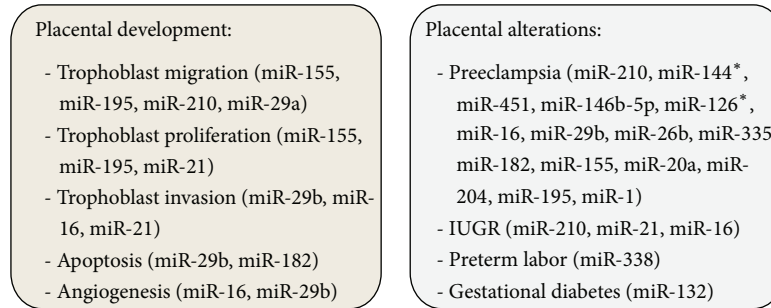 Placental development:
- Trophoblast migration (miR-155,
miR-195, miR-210, miR-29a)
- Trophoblast proliferation (miR-155,
miR-195, miR-21)
- Trophoblast invasion (miR-29b, miR-
16, miR-21)
- Apoptosis (miR-29b, miR-182)
- Angiogenesis (miR-16, miR-29b)
Placental alterations:
- Preeclampsia (miR-210, miR-144*,
miR-451, miR-146b-5p, miR-126*,
miR-16, miR-29b, miR-26b, miR-335
miR-182, miR-155, miR-20a, miR-
204, miR-195, miR-1)
- IUGR (miR-210, miR-21, miR-16)
- Preterm labor (miR-338)
- Gestational diabetes (miR-132)